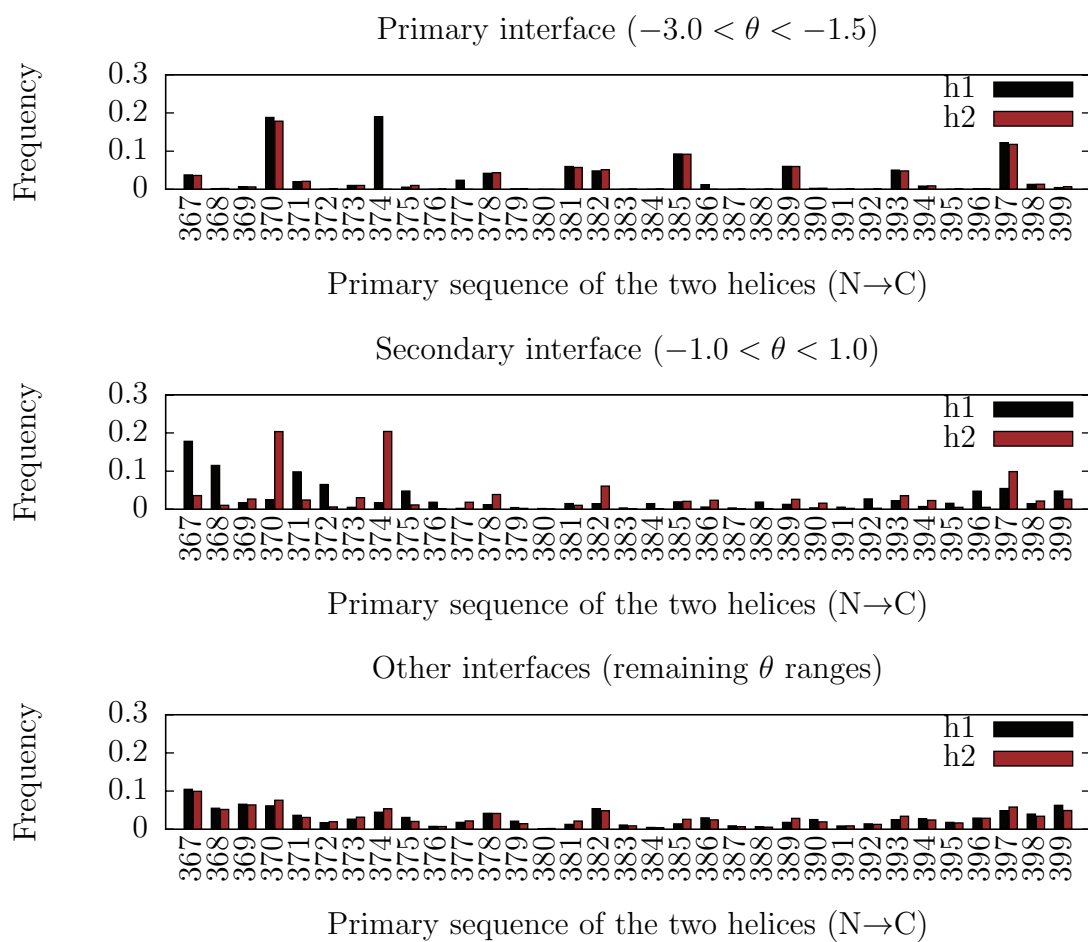 Primary interface (−3.0 < θ < −1.5)
Frequency
0.3
0.2
0.1
0
h1
h2
367 368 369 370 371 372 373 374 375 376 377 378 379 380 381 382 383 384 385 386 387 388 389 390 391 392 393 394 395 396 397 398 399
Primary sequence of the two helices (N→C)
Secondary interface (−1.0 < θ < 1.0)
Frequency
0.3
0.2
0.1
0
h1
h2
367 368 369 370 371 372 373 374 375 376 377 378 379 380 381 382 383 384 385 386 387 388 389 390 391 392 393 394 395 396 397 398 399
Primary sequence of the two helices (N→C)
Other interfaces (remaining θ ranges)
Frequency
0.3
0.2
0.1
0
h1
h2
367 368 369 370 371 372 373 374 375 376 377 378 379 380 381 382 383 384 385 386 387 388 389 390 391 392 393 394 395 396 397 398 399
Primary sequence of the two helices (N→C)